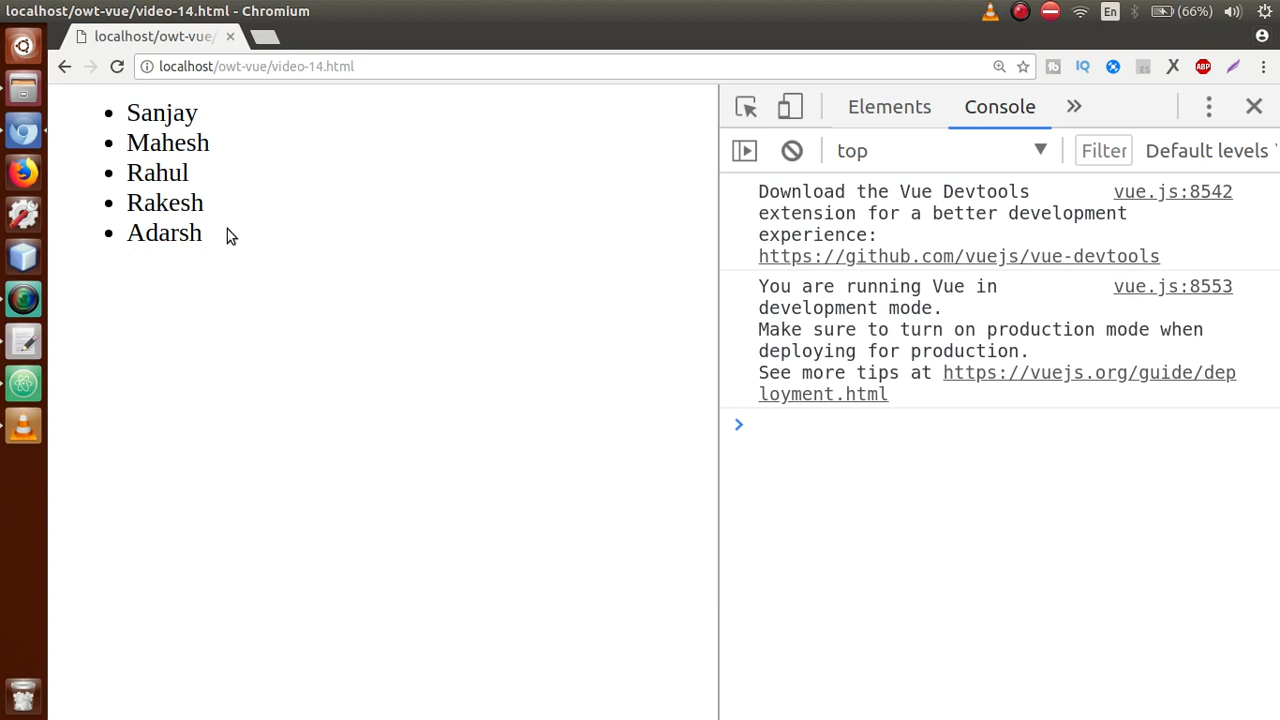 localhost/owt-vue/video-14.html - Chromium
En
(66%)
localhost/owt-vue/
localhost/owt-vue/video-14.html
IQ
ABP
Sanjay
Mahesh
Rahul
Rakesh
Adarsh
Elements
Console
top
Filter
Default levels
Download the Vue Devtools vue.js:8542
extension for a better development
experience:
https://github.com/vuejs/vue-devtools
You are running Vue in vue.js:8553
development mode.
Make sure to turn on production mode when
deploying for production.
See more tips at https://vuejs.org/guide/dep
loyment.html